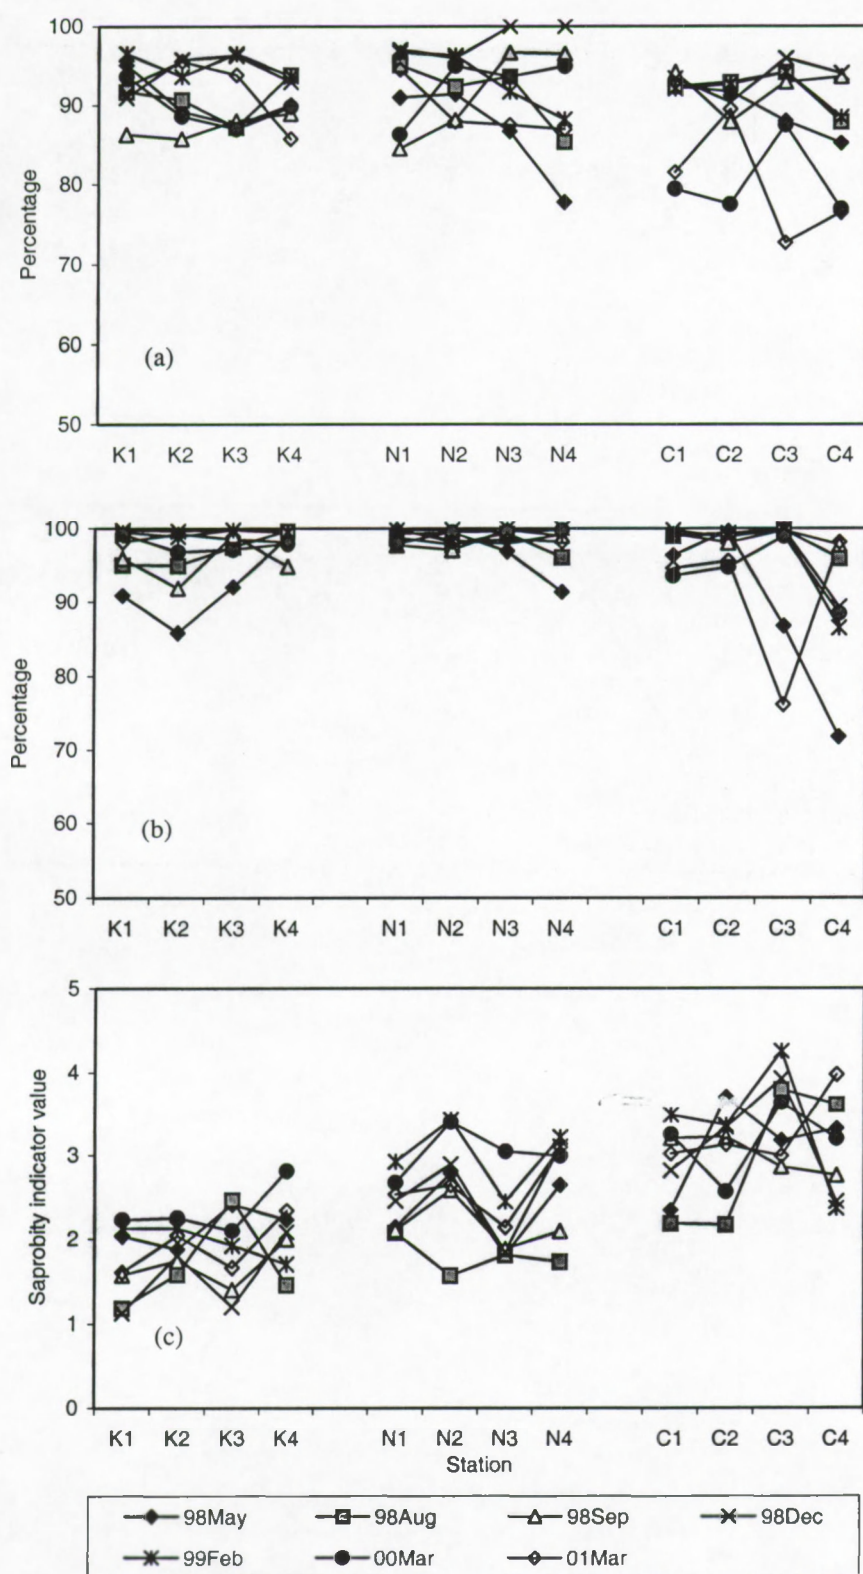 100
90
80
70
60
50
Percentage
(a)
K1 K2 K3 K4 N1 N2 N3 N4 C1 C2 C3 C4
100
90
80
70
60
50
Percentage
(b)
K1 K2 K3 K4 N1 N2 N3 N4 C1 C2 C3 C4
5
4
3
2
1
0
Saprobity indicator value
(c)
K1 K2 K3 K4 N1 N2 N3 N4 C1 C2 C3 C4
Station
98May 98Aug 98Sep 98Dec
99Feb 00Mar 01Mar